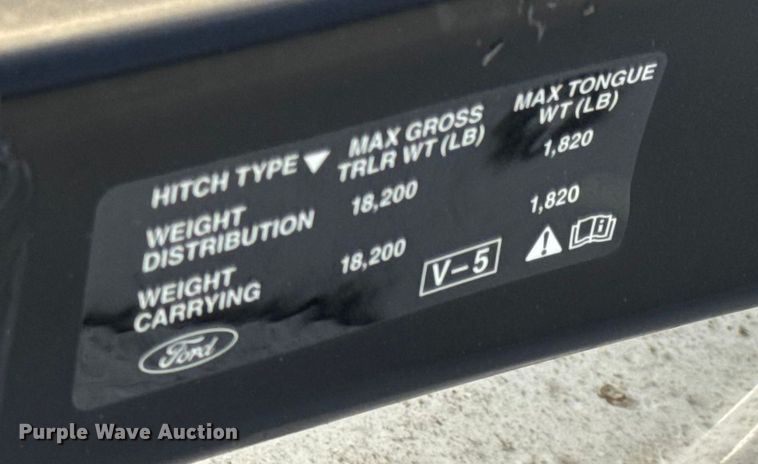 HITCH TYPE
MAX GROSS
TRLR WT (LB)
MAX TONGUE
WT (LB)
WEIGHT
DISTRIBUTION
18,200
1,820
WEIGHT
CARRYING
18,200
1,820
V-5
Ford
Purple Wave Auction